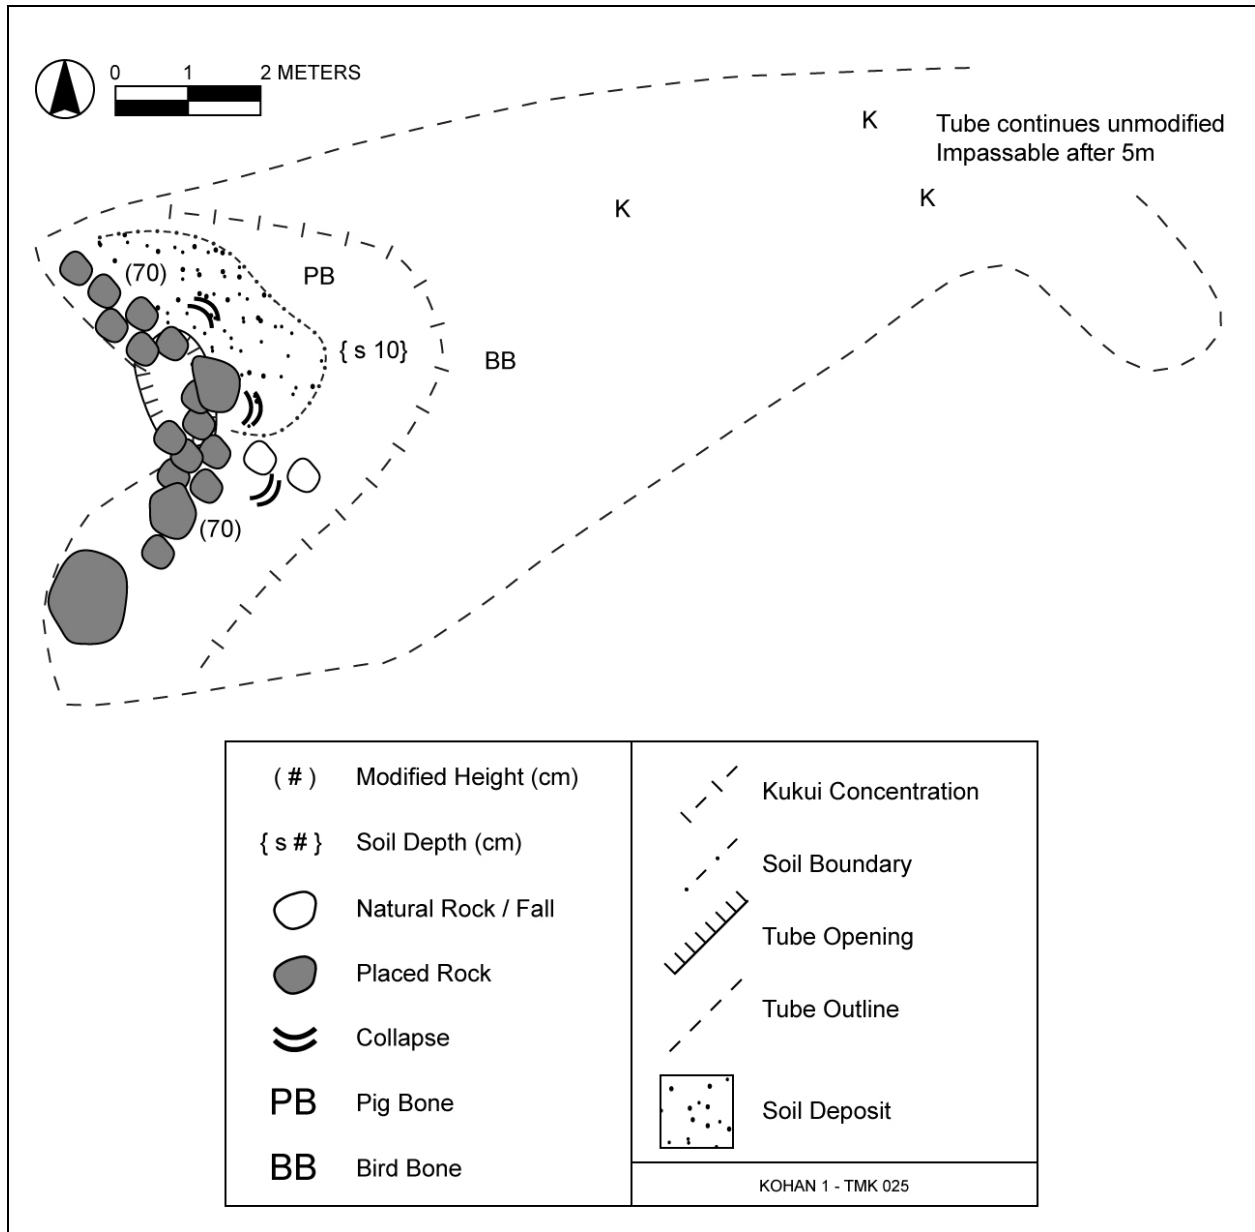 0 1 2 METERS
K
Tube continues unmodified
Impassable after 5m
K
K
(70)
PB
{ s 10}
BB
(70)
( # ) Modified Height (cm)
{ s # } Soil Depth (cm)
Natural Rock / Fall
Placed Rock
Collapse
PB Pig Bone
BB Bird Bone
Kukui Concentration
Soil Boundary
Tube Opening
Tube Outline
Soil Deposit
KOHAN 1 - TMK 025